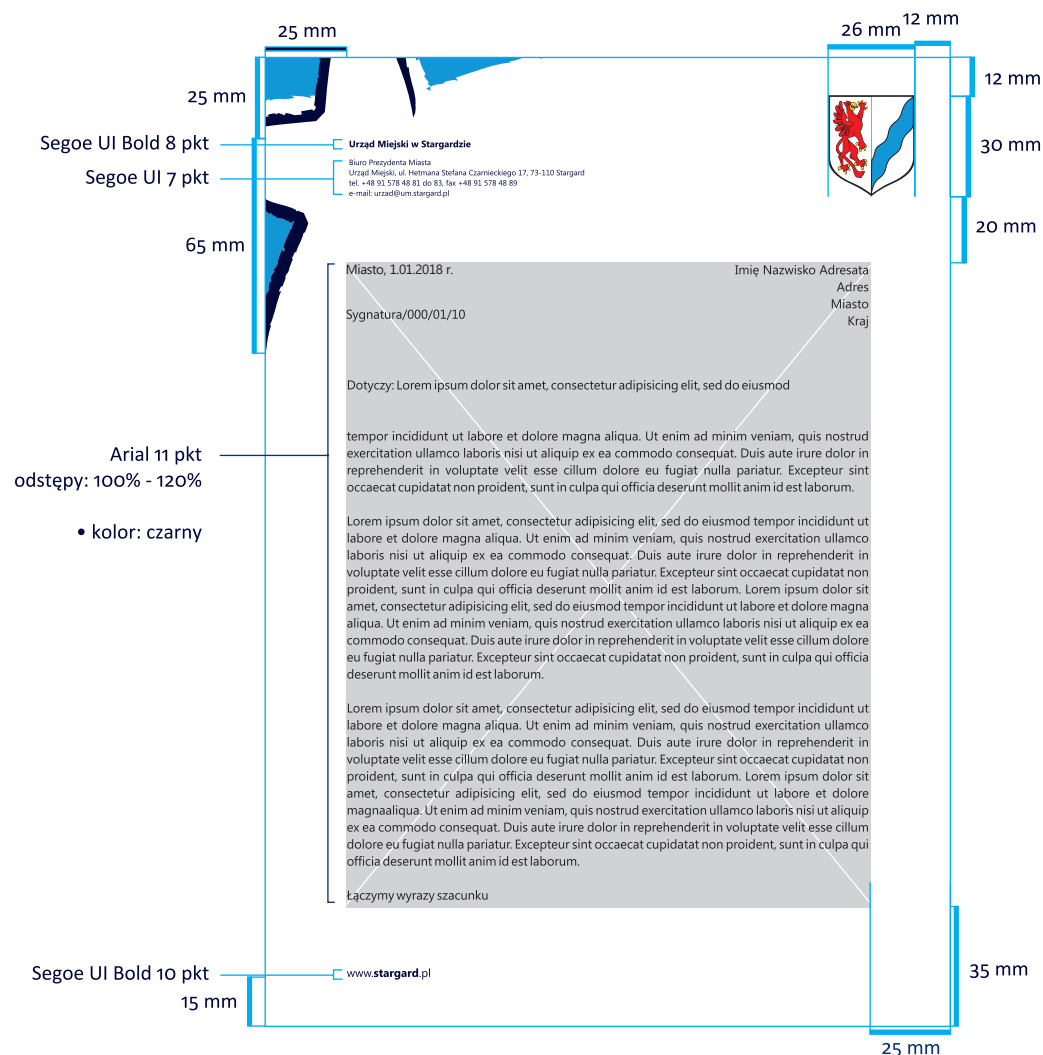 25 mm
26 mm
12 mm
25 mm
12 mm
Segoe UI Bold 8 pkt
Urząd Miejski w Stargardzie
30 mm
Segoe UI 7 pkt
Biuro Prezydenta Miasta
Urząd Miejski, ul. Hetmana Stefana Czarnieckiego 17, 73-110 Stargard
tel. +48 91 578 48 81 do 83, fax +48 91 578 48 89
e-mail: urzad@um.stargard.pl
20 mm
65 mm
Miasto, 1.01.2018 r.
Imię Nazwisko Adresata
Adres
Miasto
Kraj
Sygnatura/000/01/10
Dotyczy: Lorem ipsum dolor sit amet, consectetur adipisicing elit, sed do eiusmod
tempor incididunt ut labore et dolore magna aliqua. Ut enim ad minim veniam, quis nostrud
exercitation ullamco laboris nisi ut aliquip ex ea commodo consequat. Duis aute irure dolor in
reprehenderit in voluptate velit esse cillum dolore eu fugiat nulla pariatur. Excepteur sint
occaecat cupidatat non proident, sunt in culpa qui officia deserunt mollit anim id est laborum.
Arial 11 pkt
odstępy: 100% - 120%
• kolor: czarny
Lorem ipsum dolor sit amet, consectetur adipisicing elit, sed do eiusmod tempor incididunt ut
labore et dolore magna aliqua. Ut enim ad minim veniam, quis nostrud exercitation ullamco
laboris nisi ut aliquip ex ea commodo consequat. Duis aute irure dolor in reprehenderit in
voluptate velit esse cillum dolore eu fugiat nulla pariatur. Excepteur sint occaecat cupidatat non
proident, sunt in culpa qui officia deserunt mollit anim id est laborum. Lorem ipsum dolor sit
amet, consectetur adipisicing elit, sed do eiusmod tempor incididunt ut labore et dolore magna
aliqua. Ut enim ad minim veniam, quis nostrud exercitation ullamco laboris nisi ut aliquip ex ea
commodo consequat. Duis aute irure dolor in reprehenderit in voluptate velit esse cillum dolore
eu fugiat nulla pariatur. Excepteur sint occaecat cupidatat non proident, sunt in culpa qui officia
deserunt mollit anim id est laborum.
Lorem ipsum dolor sit amet, consectetur adipisicing elit, sed do eiusmod tempor incididunt ut
labore et dolore magna aliqua. Ut enim ad minim veniam, quis nostrud exercitation ullamco
laboris nisi ut aliquip ex ea commodo consequat. Duis aute irure dolor in reprehenderit in
voluptate velit esse cillum dolore eu fugiat nulla pariatur. Excepteur sint occaecat cupidatat non
proident, sunt in culpa qui officia deserunt mollit anim id est laborum. Lorem ipsum dolor sit
amet, consectetur adipisicing elit, sed do eiusmod tempor incididunt ut labore et dolore
magnaaliqua. Ut enim ad minim veniam, quis nostrud exercitation ullamco laboris nisi ut aliquip
ex ea commodo consequat. Duis aute irure dolor in reprehenderit in voluptate velit esse cillum
dolore eu fugiat nulla pariatur. Excepteur sint occaecat cupidatat non proident, sunt in culpa qui
officia deserunt mollit anim id est laborum.
Łączymy wyrazy szacunku
Segoe UI Bold 10 pkt
www.stargard.pl
35 mm
15 mm
25 mm